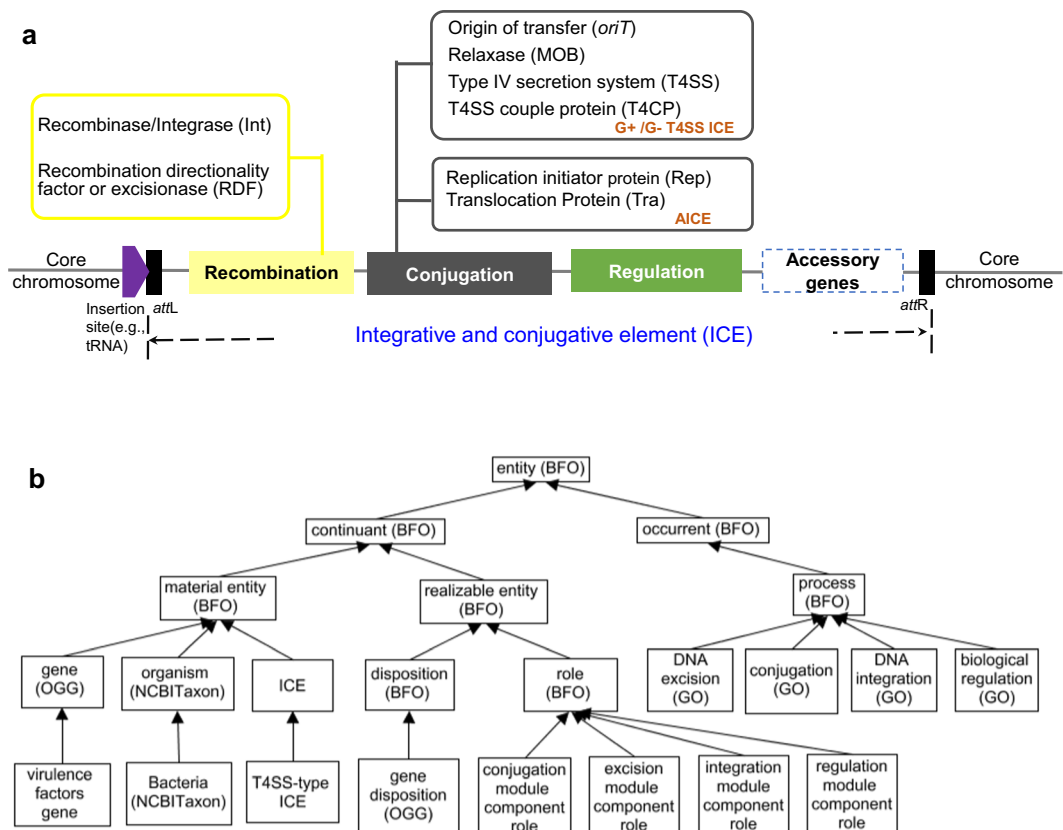 a
Origin of transfer (oriT)
Relaxase (MOB)
Type IV secretion system (T4SS)
T4SS couple protein (T4CP)
G+ /G- T4SS ICE
Recombinase/Integrase (Int)
Recombination directionality
factor or excisionase (RDF)
Replication initiator protein (Rep)
Translocation Protein (Tra)
AICE
Core
chromosome
Recombination
Conjugation
Regulation
Accessory
genes
Core
chromosome
Insertion
site(e.g.,
tRNA)
attL
attR
Integrative and conjugative element (ICE)
b
entity (BFO)
continuant (BFO)
occurrent (BFO)
material entity
(BFO)
realizable entity
(BFO)
process
(BFO)
gene
(OGG)
organism
(NCBITaxon)
ICE
disposition
(BFO)
role
(BFO)
DNA
excision
(GO)
conjugation
(GO)
DNA
integration
(GO)
biological
regulation
(GO)
virulence
factors
gene
Bacteria
(NCBITaxon)
T4SS-type
ICE
gene
disposition
(OGG)
conjugation
module
component
role
excision
module
component
role
integration
module
component
role
regulation
module
component
role